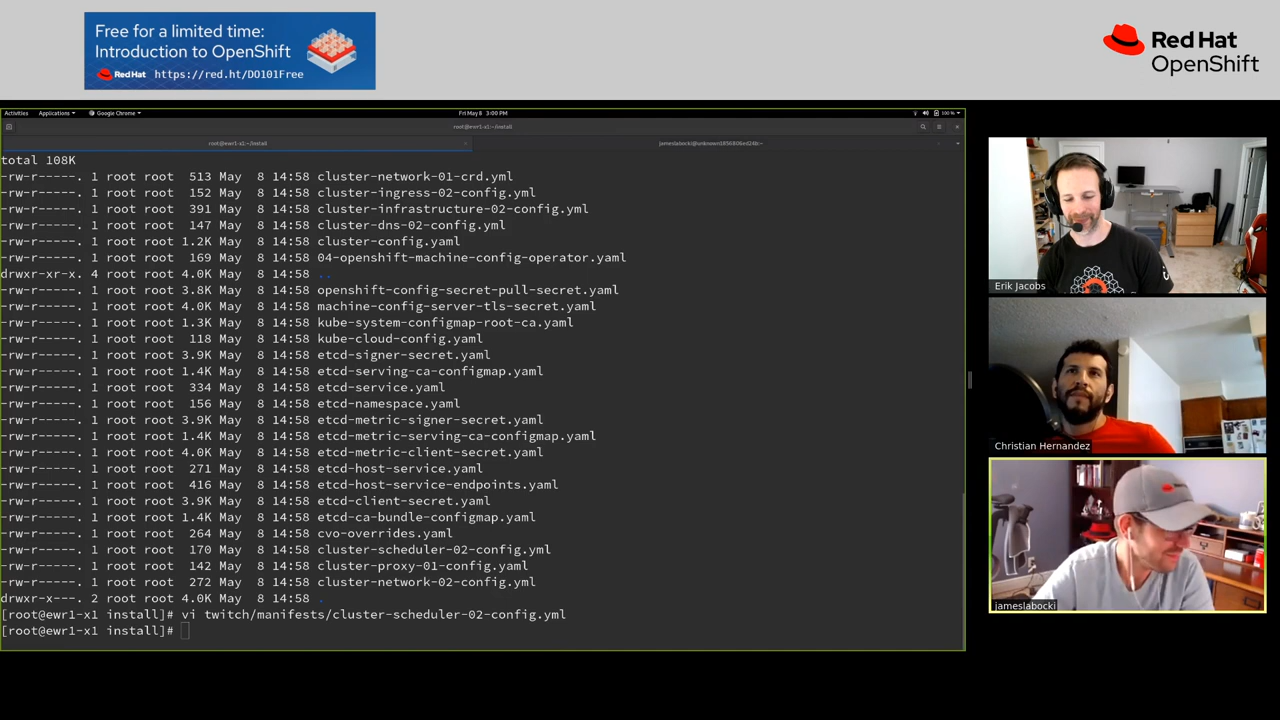 Free for a limited time:
Introduction to OpenShift
Red Hat https://red.ht/DO101Free
Red Hat
OpenShift
Activities Applications Google Chrome Fri May 8 3:00 PM 100 %
root@ewr1-x1:~/install
root@ewr1-x1:~/install
total 108K
-rw-r-----. 1 root root 513 May 8 14:58 cluster-network-01-crd.yml
-rw-r-----. 1 root root 152 May 8 14:58 cluster-ingress-02-config.yml
-rw-r-----. 1 root root 391 May 8 14:58 cluster-infrastructure-02-config.yml
-rw-r-----. 1 root root 147 May 8 14:58 cluster-dns-02-config.yml
-rw-r-----. 1 root root 1.2K May 8 14:58 cluster-config.yaml
-rw-r-----. 1 root root 169 May 8 14:58 04-openshift-machine-config-operator.yaml
drwxr-xr-x. 4 root root 4.0K May 8 14:58 ..
-rw-r-----. 1 root root 3.8K May 8 14:58 openshift-config-secret-pull-secret.yaml
-rw-r-----. 1 root root 4.0K May 8 14:58 machine-config-server-tls-secret.yaml
-rw-r-----. 1 root root 1.3K May 8 14:58 kube-system-configmap-root-ca.yaml
-rw-r-----. 1 root root 118 May 8 14:58 kube-cloud-config.yaml
-rw-r-----. 1 root root 3.9K May 8 14:58 etcd-signer-secret.yaml
-rw-r-----. 1 root root 1.4K May 8 14:58 etcd-serving-ca-configmap.yaml
-rw-r-----. 1 root root 334 May 8 14:58 etcd-service.yaml
-rw-r-----. 1 root root 156 May 8 14:58 etcd-namespace.yaml
-rw-r-----. 1 root root 3.9K May 8 14:58 etcd-metric-signer-secret.yaml
-rw-r-----. 1 root root 1.4K May 8 14:58 etcd-metric-serving-ca-configmap.yaml
-rw-r-----. 1 root root 4.0K May 8 14:58 etcd-metric-client-secret.yaml
-rw-r-----. 1 root root 271 May 8 14:58 etcd-host-service.yaml
-rw-r-----. 1 root root 416 May 8 14:58 etcd-host-service-endpoints.yaml
-rw-r-----. 1 root root 3.9K May 8 14:58 etcd-client-secret.yaml
-rw-r-----. 1 root root 1.4K May 8 14:58 etcd-ca-bundle-configmap.yaml
-rw-r-----. 1 root root 264 May 8 14:58 cvo-overrides.yaml
-rw-r-----. 1 root root 170 May 8 14:58 cluster-scheduler-02-config.yml
-rw-r-----. 1 root root 142 May 8 14:58 cluster-proxy-01-config.yaml
-rw-r-----. 1 root root 272 May 8 14:58 cluster-network-02-config.yml
drwxr-x---. 2 root root 4.0K May 8 14:58 .
[root@ewr1-x1 install]# vi twitch/manifests/cluster-scheduler-02-config.yml
[root@ewr1-x1 install]#
Erik Jacobs
Christian Hernandez
jameslabocki